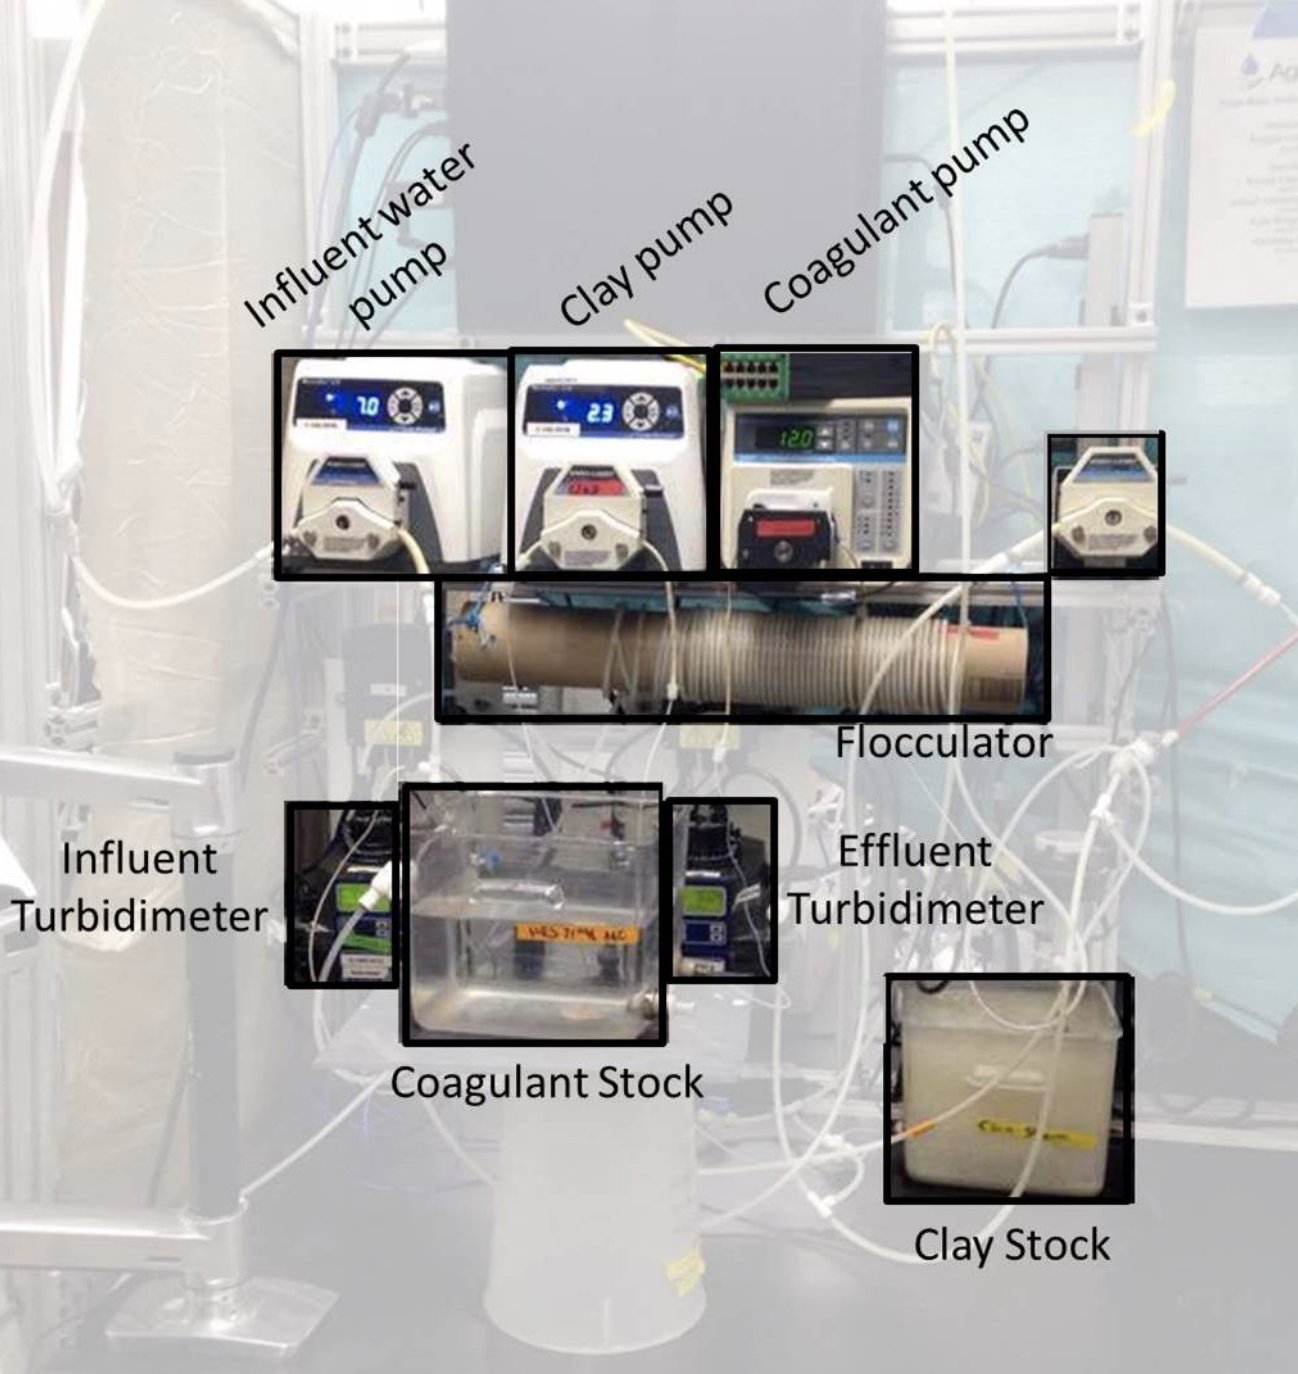 Influent water
pump
Clay pump
Coagulant pump
7.0
2.3
12.0
Flocculator
Influent
Turbidimeter
Effluent
Turbidimeter
Coagulant Stock
Clay Stock